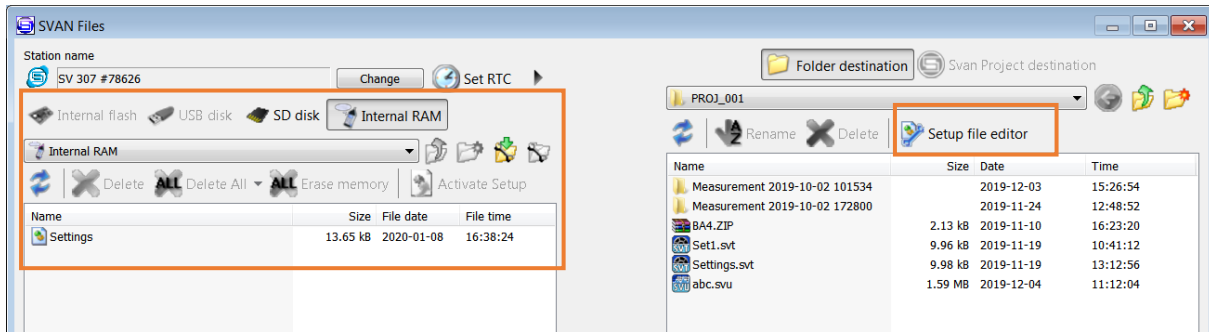 SVAN Files
Station name
SV 307 #78626 Change Set RTC
Internal flash USB disk SD disk Internal RAM
Internal RAM
Delete ALL Delete All ALL Erase memory Activate Setup
Name Size File date File time
Settings 13.65 kB 2020-01-08 16:38:24
Folder destination Svan Project destination
PROJ_001
Rename Delete Setup file editor
Name Size Date Time
Measurement 2019-10-02 101534 2019-12-03 15:26:54
Measurement 2019-10-02 172800 2019-11-24 12:48:52
BA4.ZIP 2.13 kB 2019-11-10 16:23:20
Set1.svt 9.96 kB 2019-11-19 10:41:12
Settings.svt 9.98 kB 2019-11-19 13:12:56
abc.svu 1.59 MB 2019-12-04 11:12:04